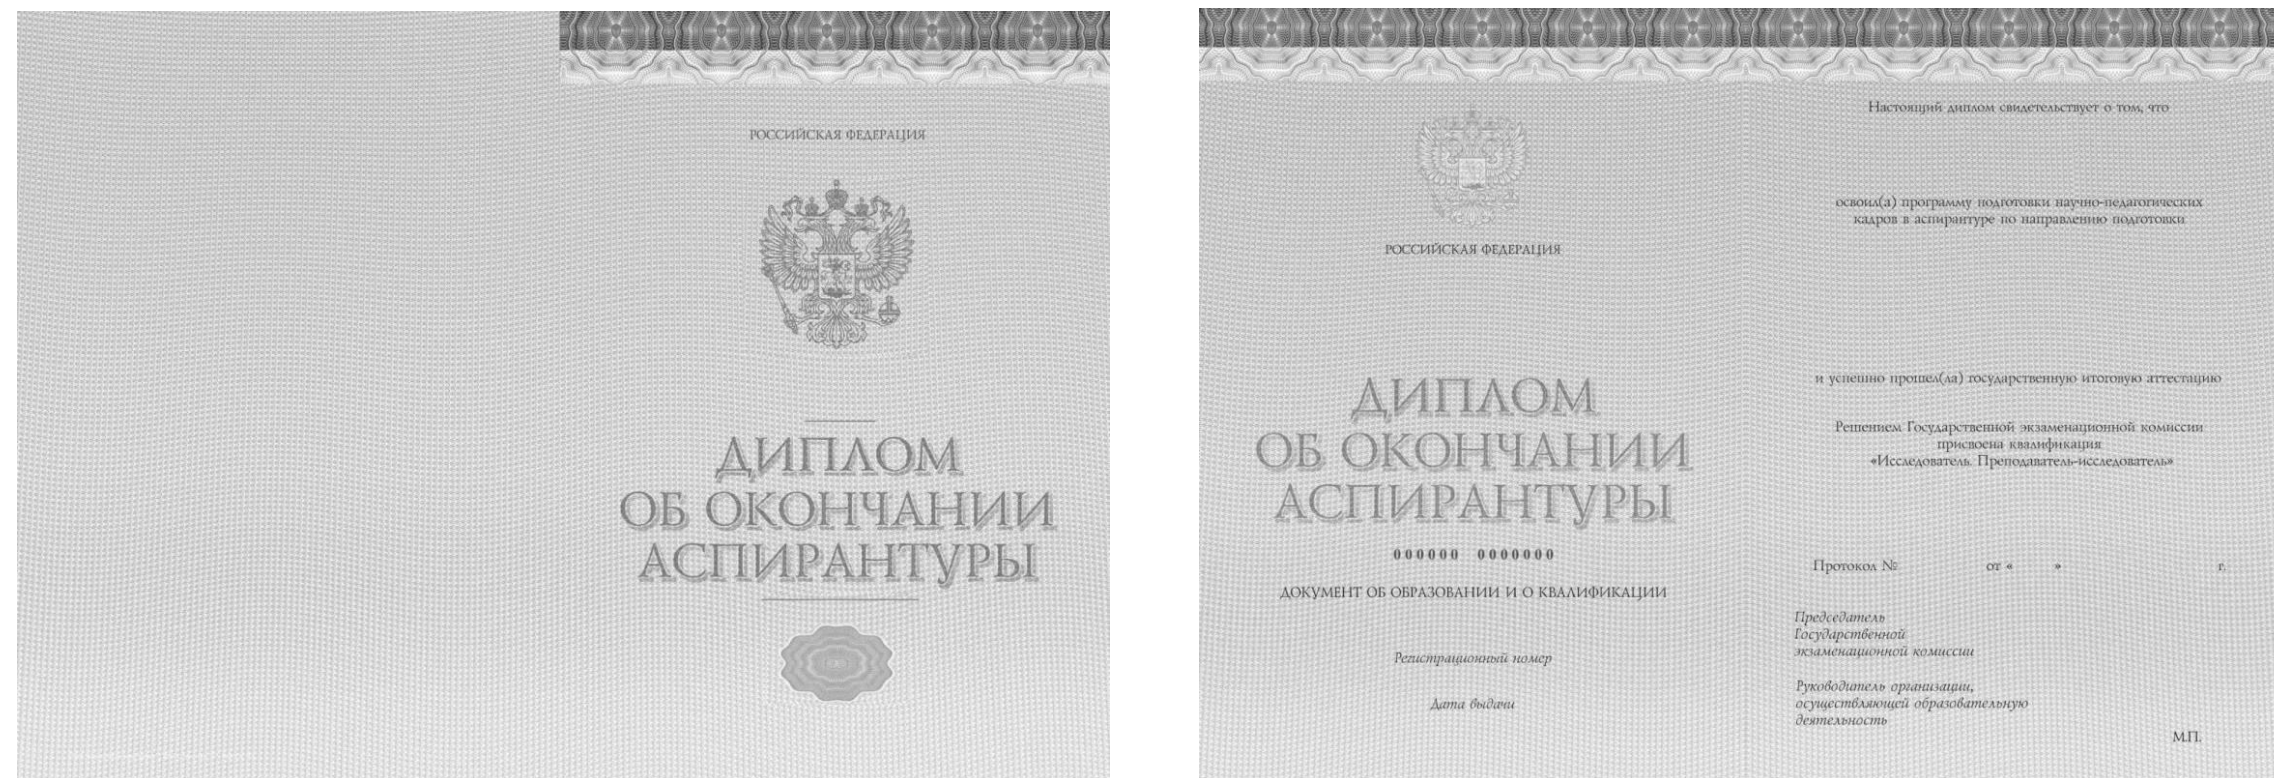 РОССИЙСКАЯ ФЕДЕРАЦИЯ
ДИПЛОМ
ОБ ОКОНЧАНИИ
АСПИРАНТУРЫ
РОССИЙСКАЯ ФЕДЕРАЦИЯ
ДИПЛОМ
ОБ ОКОНЧАНИИ
АСПИРАНТУРЫ
000000 0000000
ДОКУМЕНТ ОБ ОБРАЗОВАНИИ И О КВАЛИФИКАЦИИ
Регистрационный номер
Дата выдачи
Настоящий диплом свидетельствует о том, что
освоил(а) программу подготовки научно-педагогических
кадров в аспирантуре по направлению подготовки
и успешно прошел(ла) государственную итоговую аттестацию
Решением Государственной экзаменационной комиссии
присвоена квалификация
«Исследователь. Преподаватель-исследователь»
Протокол № от « » г.
Председатель
Государственной
экзаменационной комиссии
Руководитель организации,
осуществляющей образовательную
деятельность
М.П.